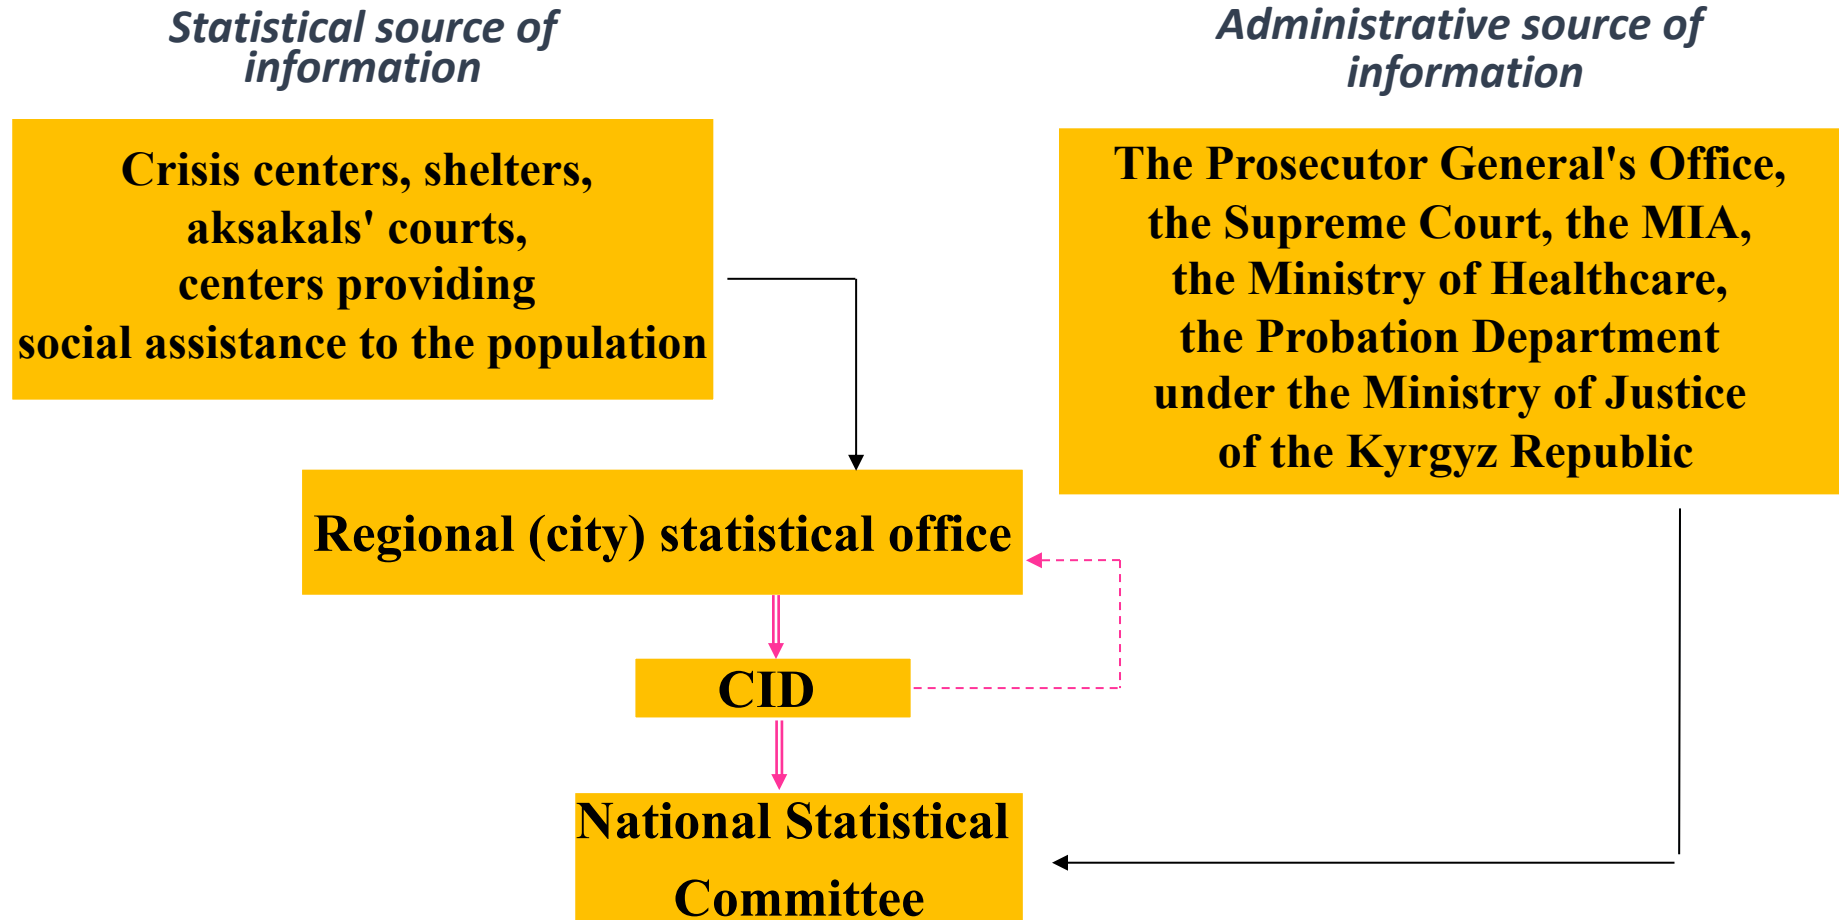 Statistical source of
information
Administrative source of
information
Crisis centers, shelters,
aksakals' courts,
centers providing
social assistance to the population
The Prosecutor General's Office,
the Supreme Court, the MIA,
the Ministry of Healthcare,
the Probation Department
under the Ministry of Justice
of the Kyrgyz Republic
Regional (city) statistical office
CID
National Statistical
Committee